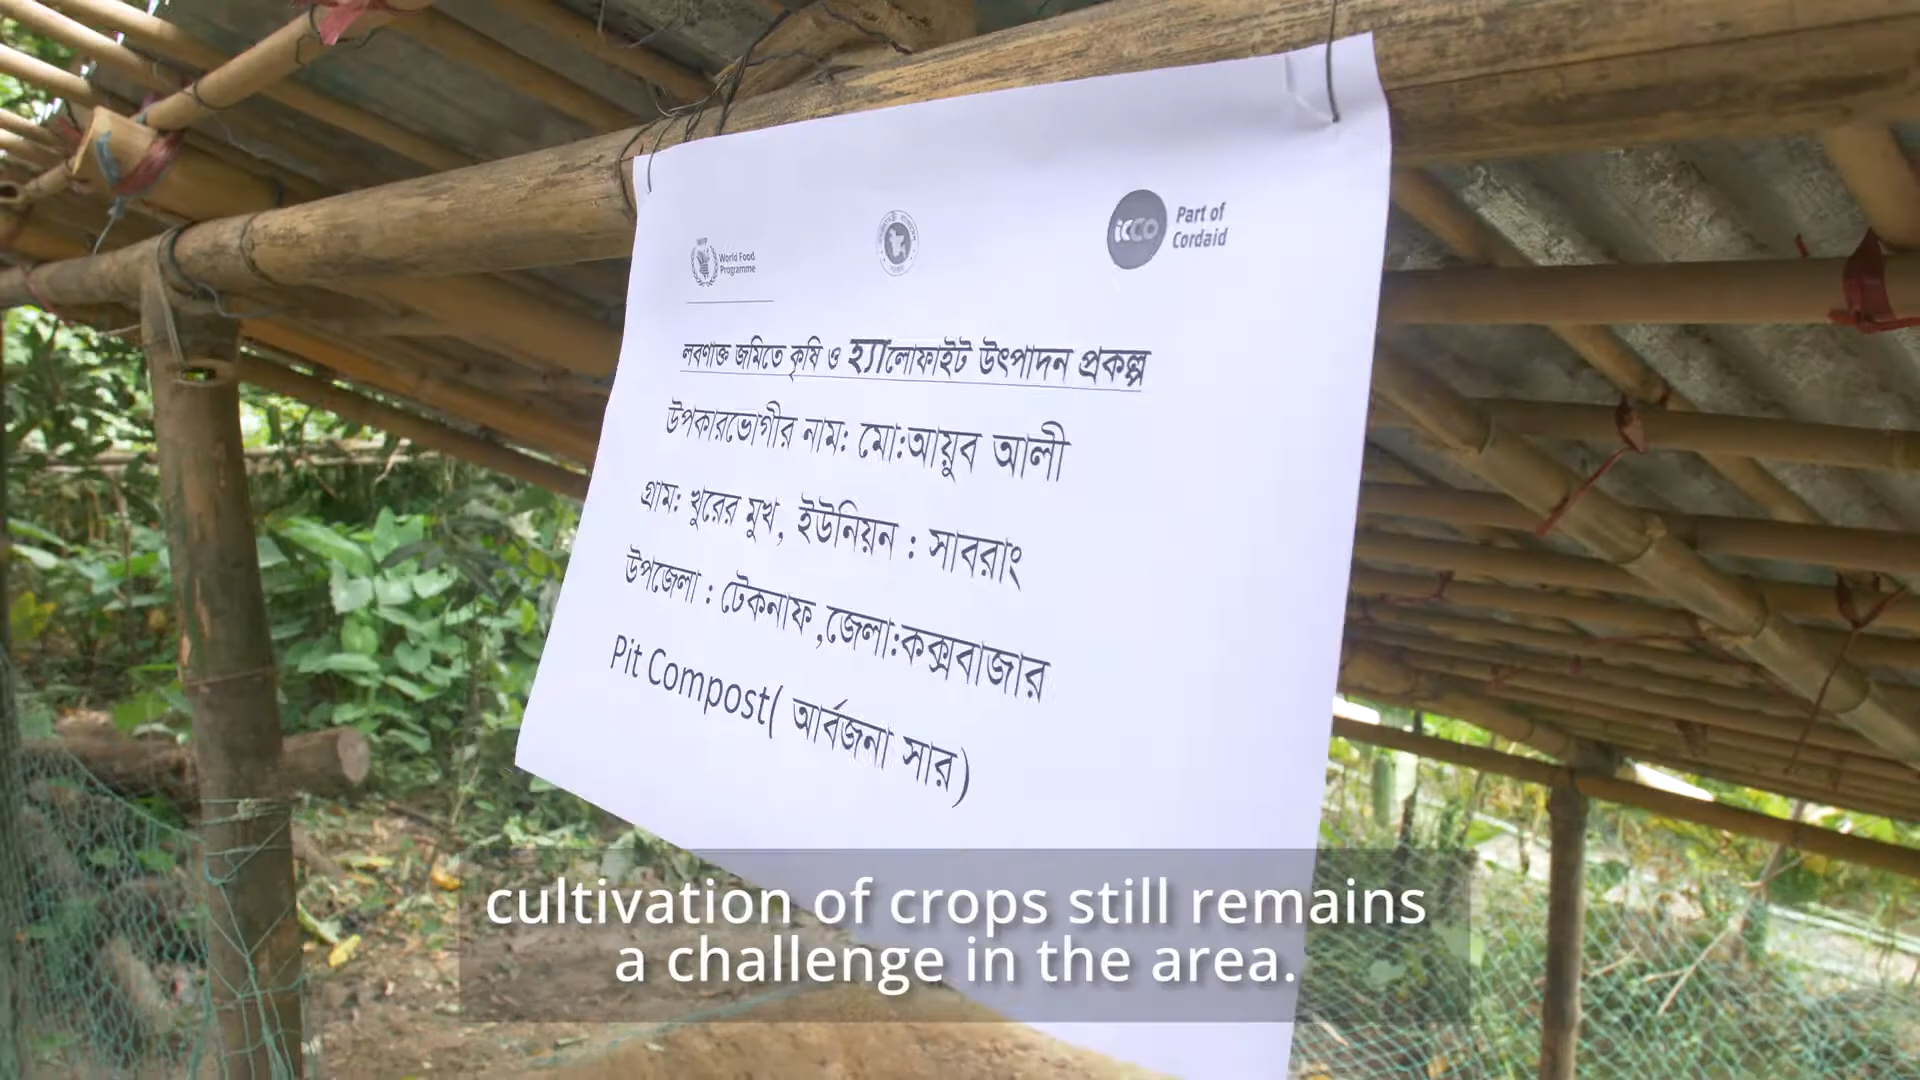 World Food
Programme
icco
Part of
Cordaid
লবণাক্ত জমিতে কৃষি ও হ্যালোফাইট উৎপাদন প্রকল্প
উপকারভোগীর নাম: মো:আয়ুব আলী
গ্রাম: খুরের মুখ, ইউনিয়ন : সাবরাং
উপজেলা : টেকনাফ ,জেলা:কক্সবাজার
Pit Compost( আর্বজনা সার)
cultivation of crops still remains
a challenge in the area.